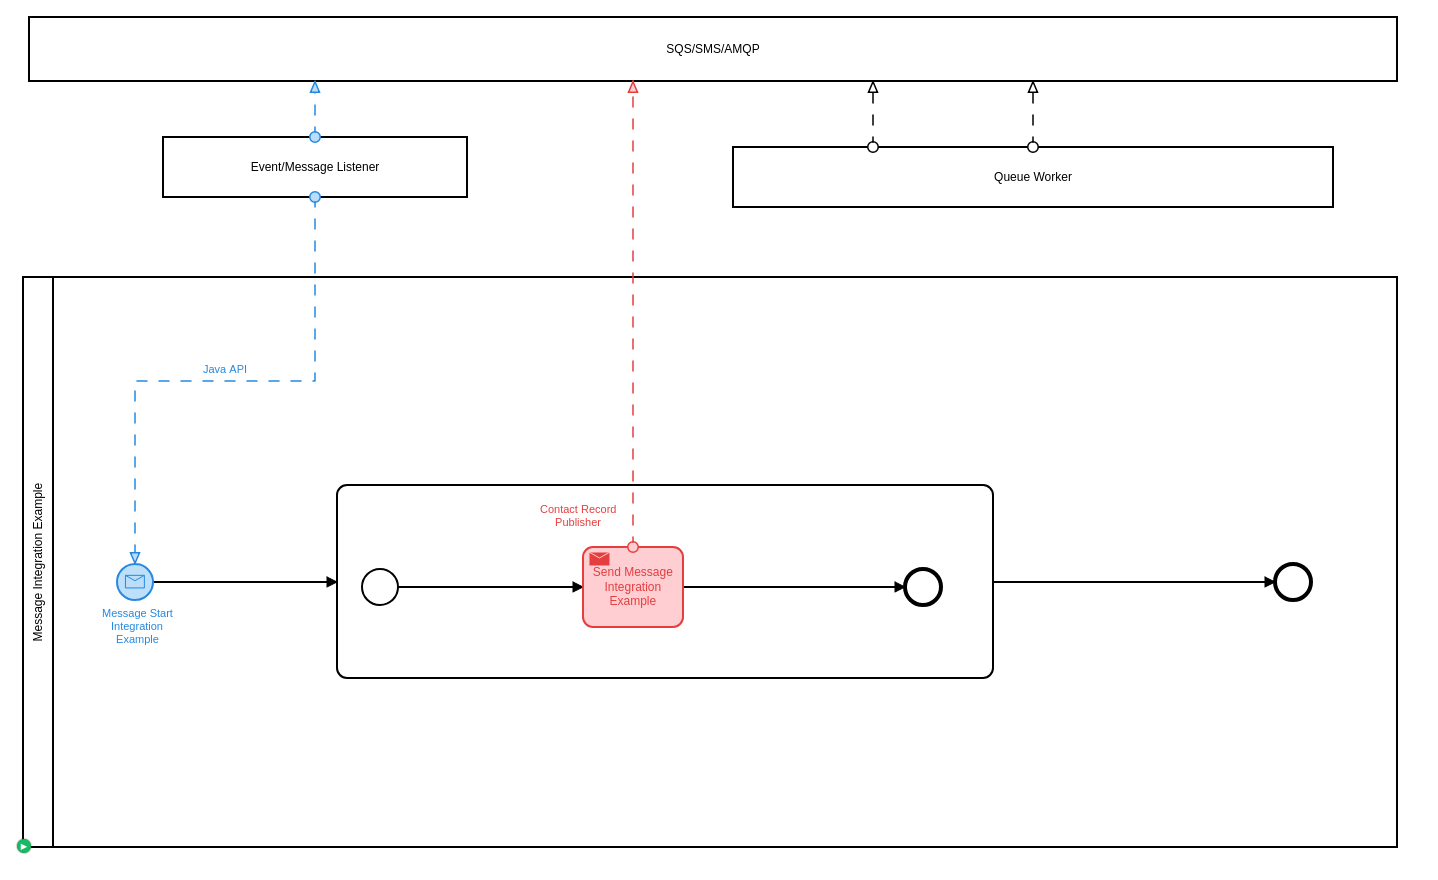 SQS/SMS/AMQP
Event/Message Listener
Queue Worker
Java API
Message Integration Example
Contact Record
Publisher
Send Message
Integration
Example
Message Start
Integration
Example